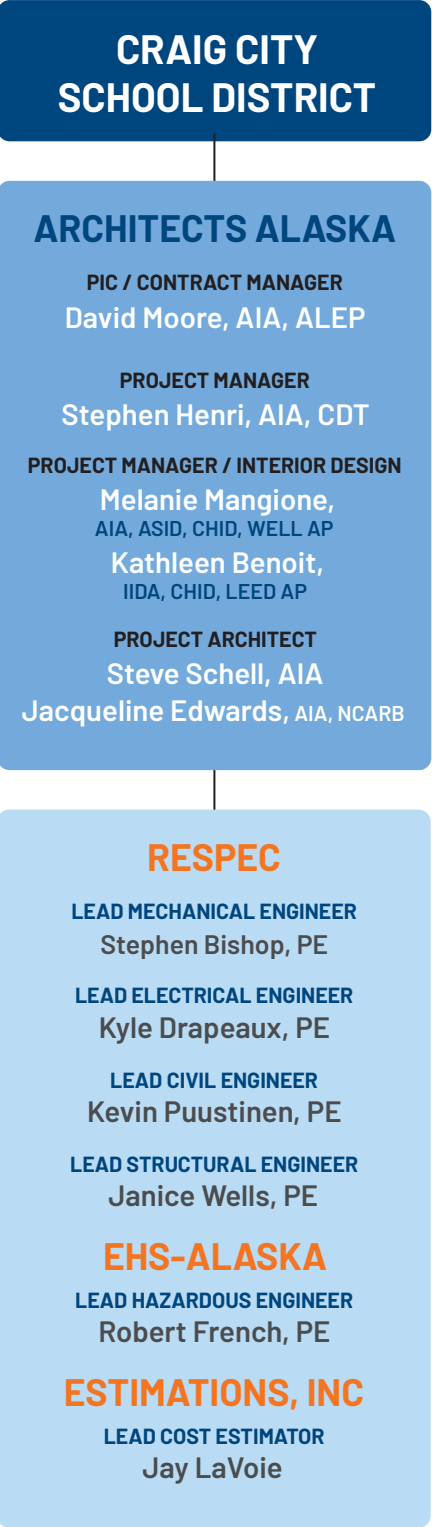 CRAIG CITY
SCHOOL DISTRICT
ARCHITECTS ALASKA
PIC / CONTRACT MANAGER
David Moore, AIA, ALEP
PROJECT MANAGER
Stephen Henri, AIA, CDT
PROJECT MANAGER / INTERIOR DESIGN
Melanie Mangione,
AIA, ASID, CHID, WELL AP
Kathleen Benoit,
IIDA, CHID, LEED AP
PROJECT ARCHITECT
Steve Schell, AIA
Jacqueline Edwards, AIA, NCARB
RESPEC
LEAD MECHANICAL ENGINEER
Stephen Bishop, PE
LEAD ELECTRICAL ENGINEER
Kyle Drapeaux, PE
LEAD CIVIL ENGINEER
Kevin Puustinen, PE
LEAD STRUCTURAL ENGINEER
Janice Wells, PE
EHS-ALASKA
LEAD HAZARDOUS ENGINEER
Robert French, PE
ESTIMATIONS, INC
LEAD COST ESTIMATOR
Jay LaVoie